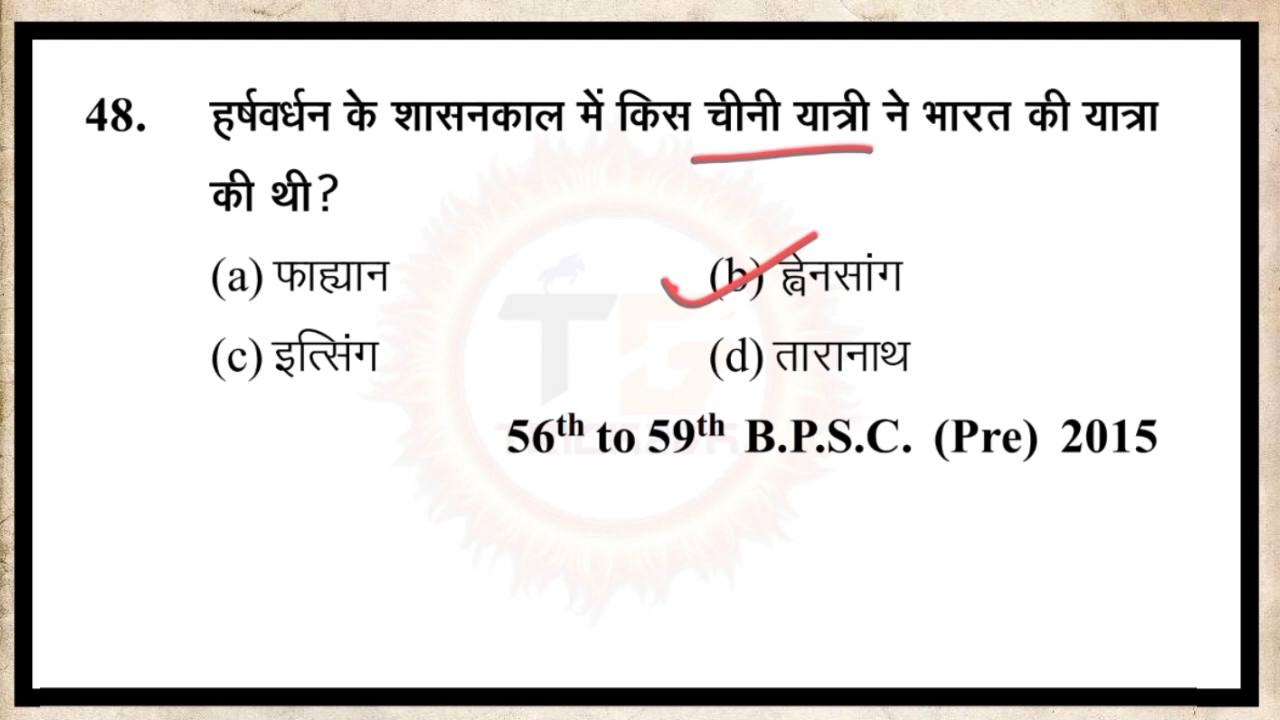 48. हर्षवर्धन के शासनकाल में किस चीनी यात्री ने भारत की यात्रा
की थी?
(a) फाह्यान (b) ह्वेनसांग
(c) इत्सिंग (d) तारानाथ
56th to 59th B.P.S.C. (Pre) 2015